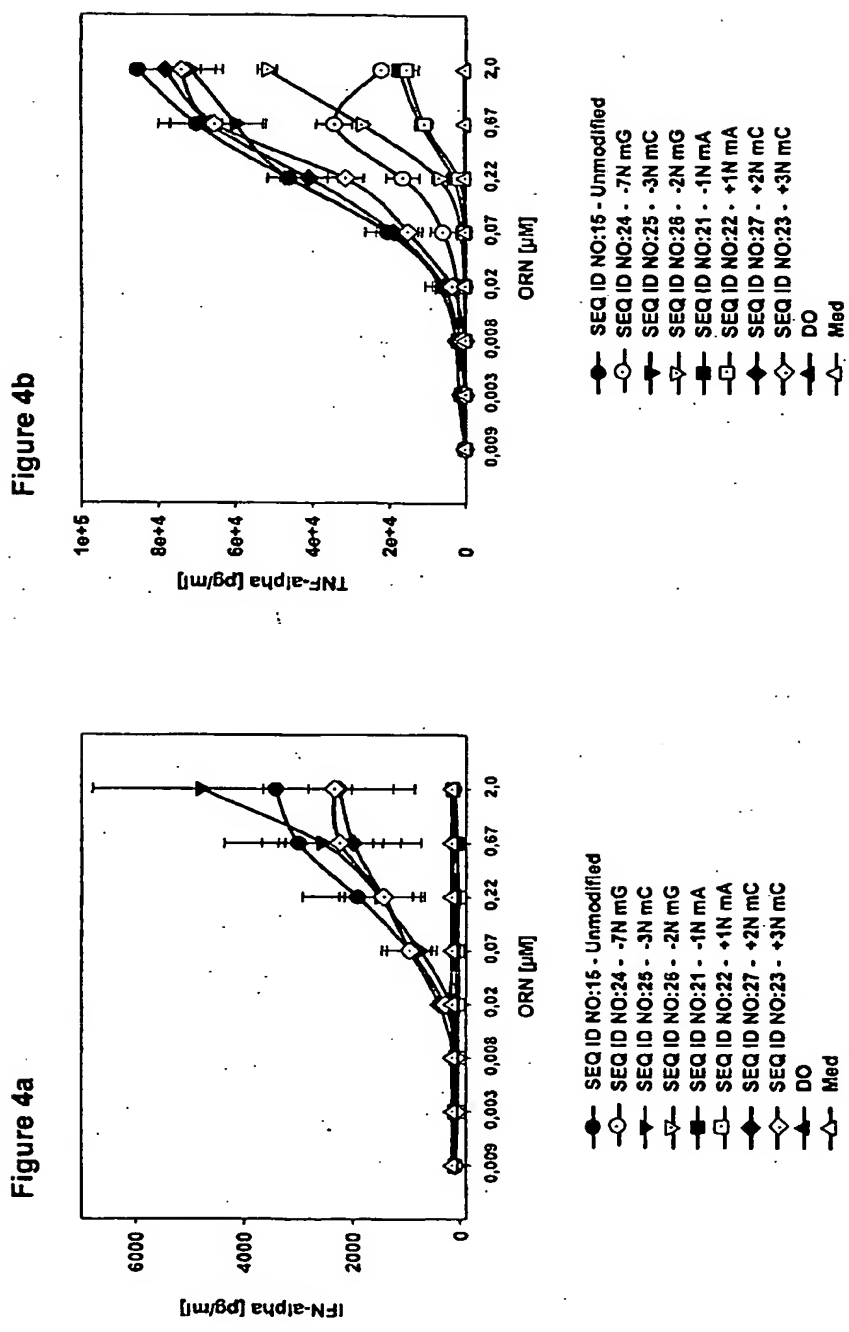 Figure 4a
IFN-alpha [pg/ml]
6000
4000
2000
0
0,009 0,003 0,008 0,02 0,07 0,22 0,67 2,0
ORN [µM]
SEQ ID NO:15 - Unmodified
SEQ ID NO:24 - -7N mG
SEQ ID NO:25 - -3N mC
SEQ ID NO:26 - -2N mG
SEQ ID NO:21 - -1N mA
SEQ ID NO:22 - +1N mA
SEQ ID NO:27 - +2N mC
SEQ ID NO:23 - +3N mC
DO
Med
Figure 4b
TNF-alpha [pg/ml]
1e+5
8e+4
6e+4
4e+4
2e+4
0
0,009 0,003 0,008 0,02 0,07 0,22 0,67 2,0
ORN [µM]
SEQ ID NO:15 - Unmodified
SEQ ID NO:24 - -7N mG
SEQ ID NO:25 - -3N mC
SEQ ID NO:26 - -2N mG
SEQ ID NO:21 - -1N mA
SEQ ID NO:22 - +1N mA
SEQ ID NO:27 - +2N mC
SEQ ID NO:23 - +3N mC
DO
Med